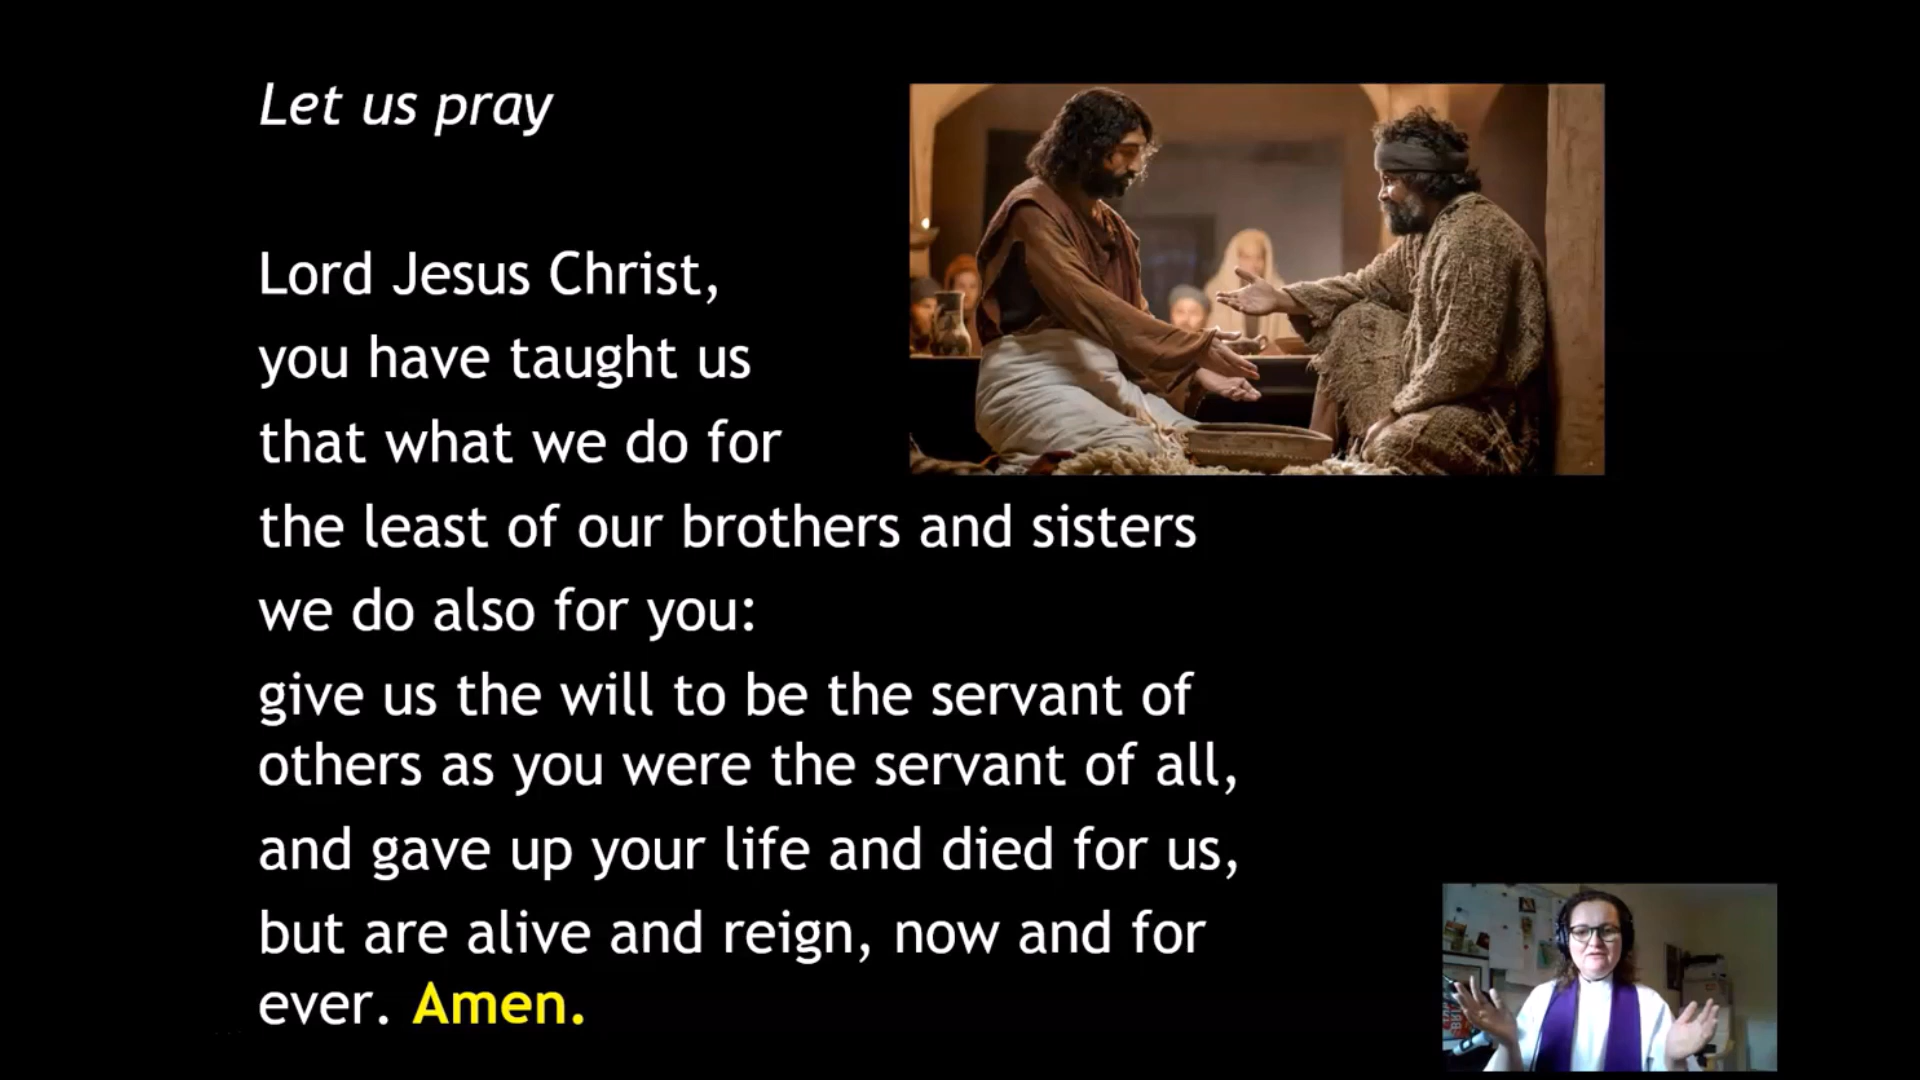 Let us pray
Lord Jesus Christ,
you have taught us
that what we do for
the least of our brothers and sisters
we do also for you:
give us the will to be the servant of
others as you were the servant of all,
and gave up your life and died for us,
but are alive and reign, now and for
ever. Amen.